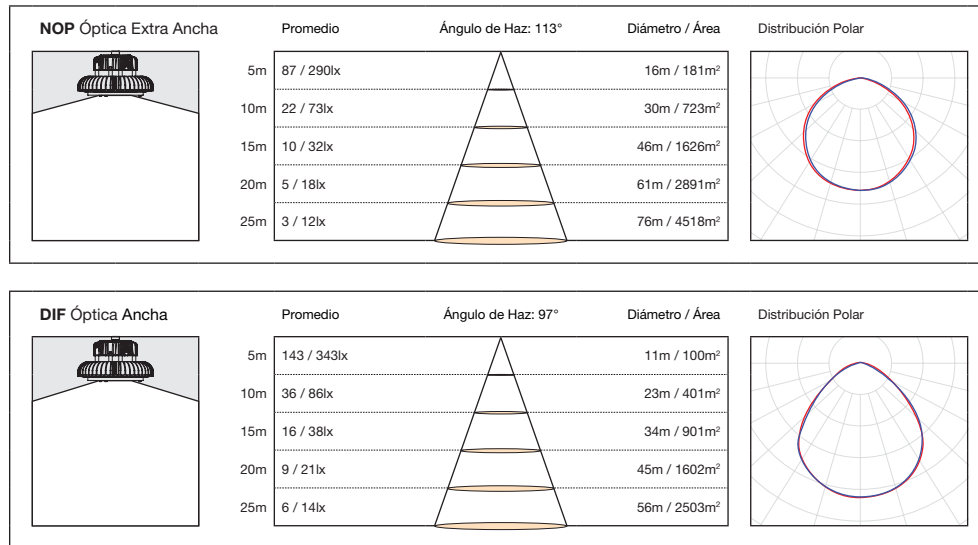 NOP Óptica Extra Ancha Promedio Ángulo de Haz: 113° Diámetro / Área Distribución Polar
5m 87 / 290lx 16m / 181m²
10m 22 / 73lx 30m / 723m²
15m 10 / 32lx 46m / 1626m²
20m 5 / 18lx 61m / 2891m²
25m 3 / 12lx 76m / 4518m²
DIF Óptica Ancha Promedio Ángulo de Haz: 97° Diámetro / Área Distribución Polar
5m 143 / 343lx 11m / 100m²
10m 36 / 86lx 23m / 401m²
15m 16 / 38lx 34m / 901m²
20m 9 / 21lx 45m / 1602m²
25m 6 / 14lx 56m / 2503m²